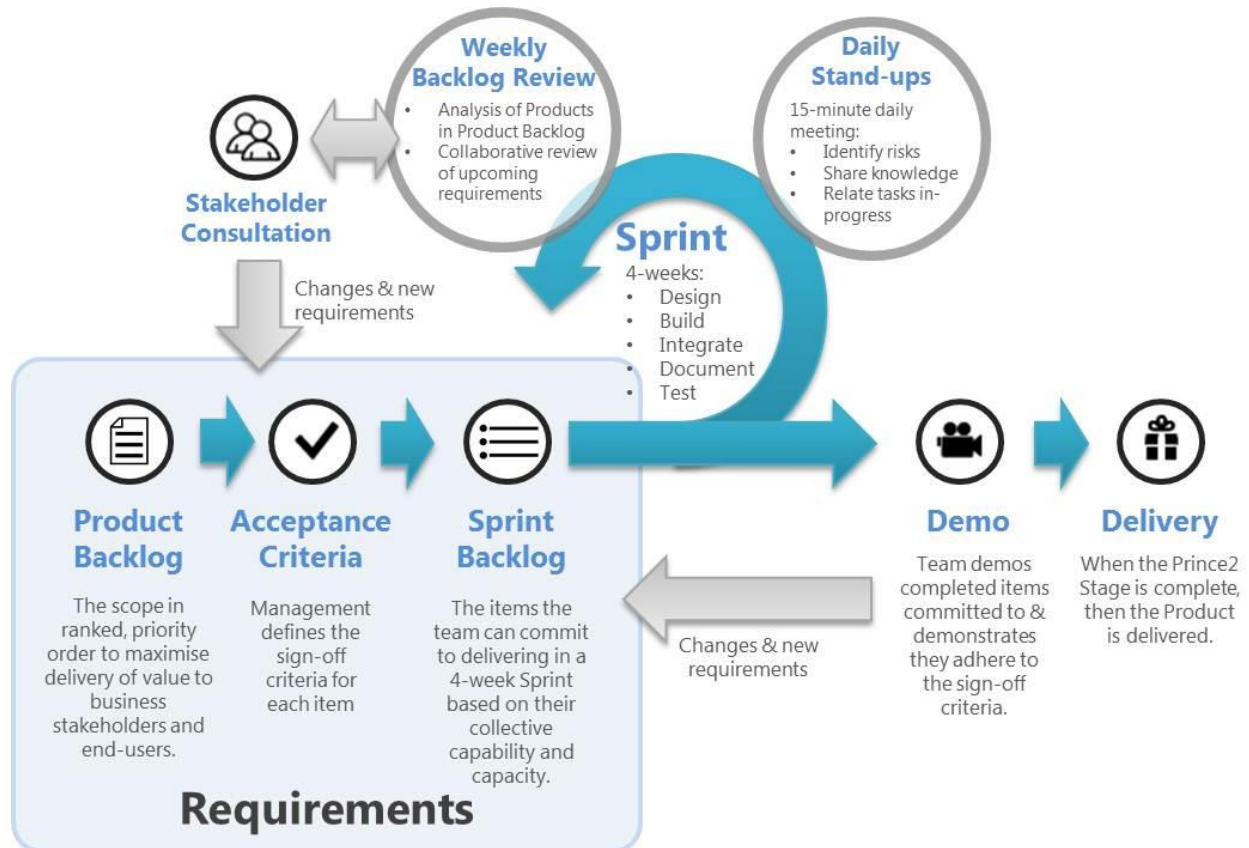 Weekly
Backlog Review
• Analysis of Products
in Product Backlog
• Collaborative review
of upcoming
requirements
Daily
Stand-ups
15-minute daily
meeting:
• Identify risks
• Share knowledge
• Relate tasks in-
progress
Stakeholder
Consultation
Changes & new
requirements
Sprint
4-weeks:
• Design
• Build
• Integrate
• Document
• Test
Product
Backlog
The scope in
ranked, priority
order to maximise
delivery of value to
business
stakeholders and
end-users.
Acceptance
Criteria
Management
defines the
sign-off
criteria for
each item
Sprint
Backlog
The items the
team can commit
to delivering in a
4-week Sprint
based on their
collective
capability and
capacity.
Requirements
Changes & new
requirements
Demo
Team demos
completed items
committed to &
demonstrates
they adhere to
the sign-off
criteria.
Delivery
When the Prince2
Stage is complete,
then the Product
is delivered.